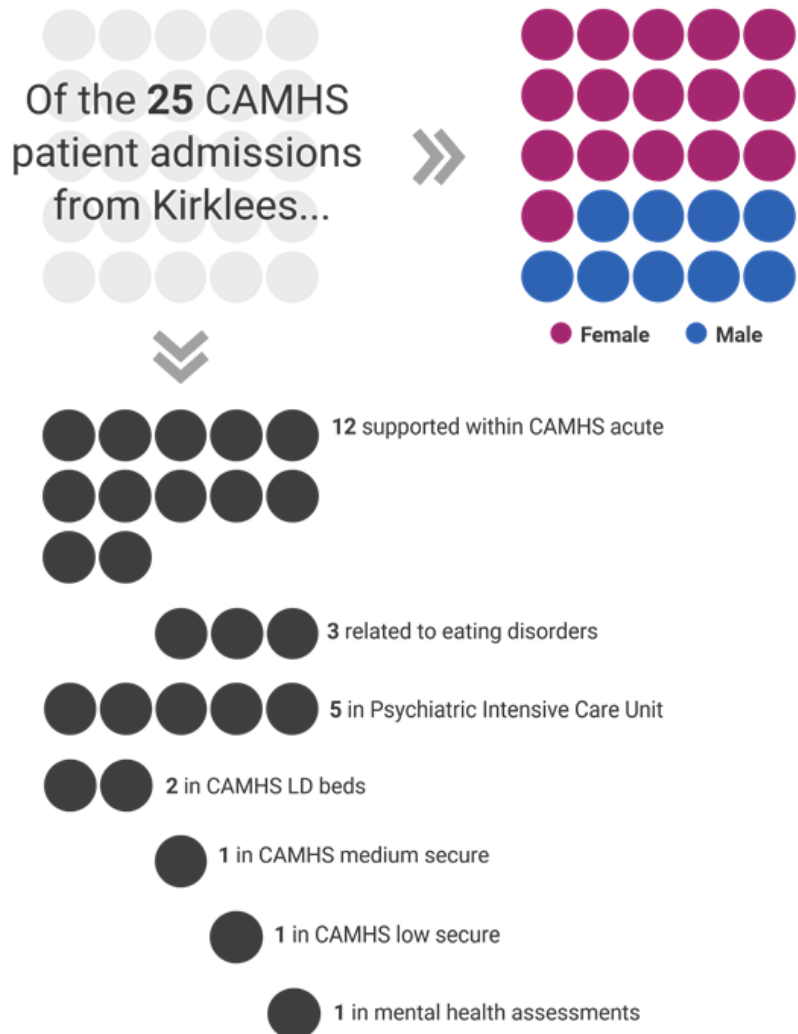 Of the 25 CAMHS
patient admissions
from Kirklees...
Female
Male
12 supported within CAMHS acute
3 related to eating disorders
5 in Psychiatric Intensive Care Unit
2 in CAMHS LD beds
1 in CAMHS medium secure
1 in CAMHS low secure
1 in mental health assessments